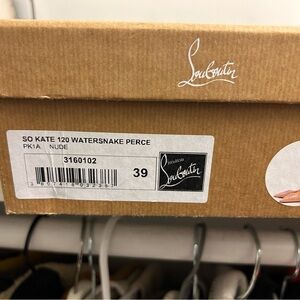 Louboutin
SO KATE 120 WATERSNAKE PERCE
PK1A NUDE
3160102
39
Louboutin